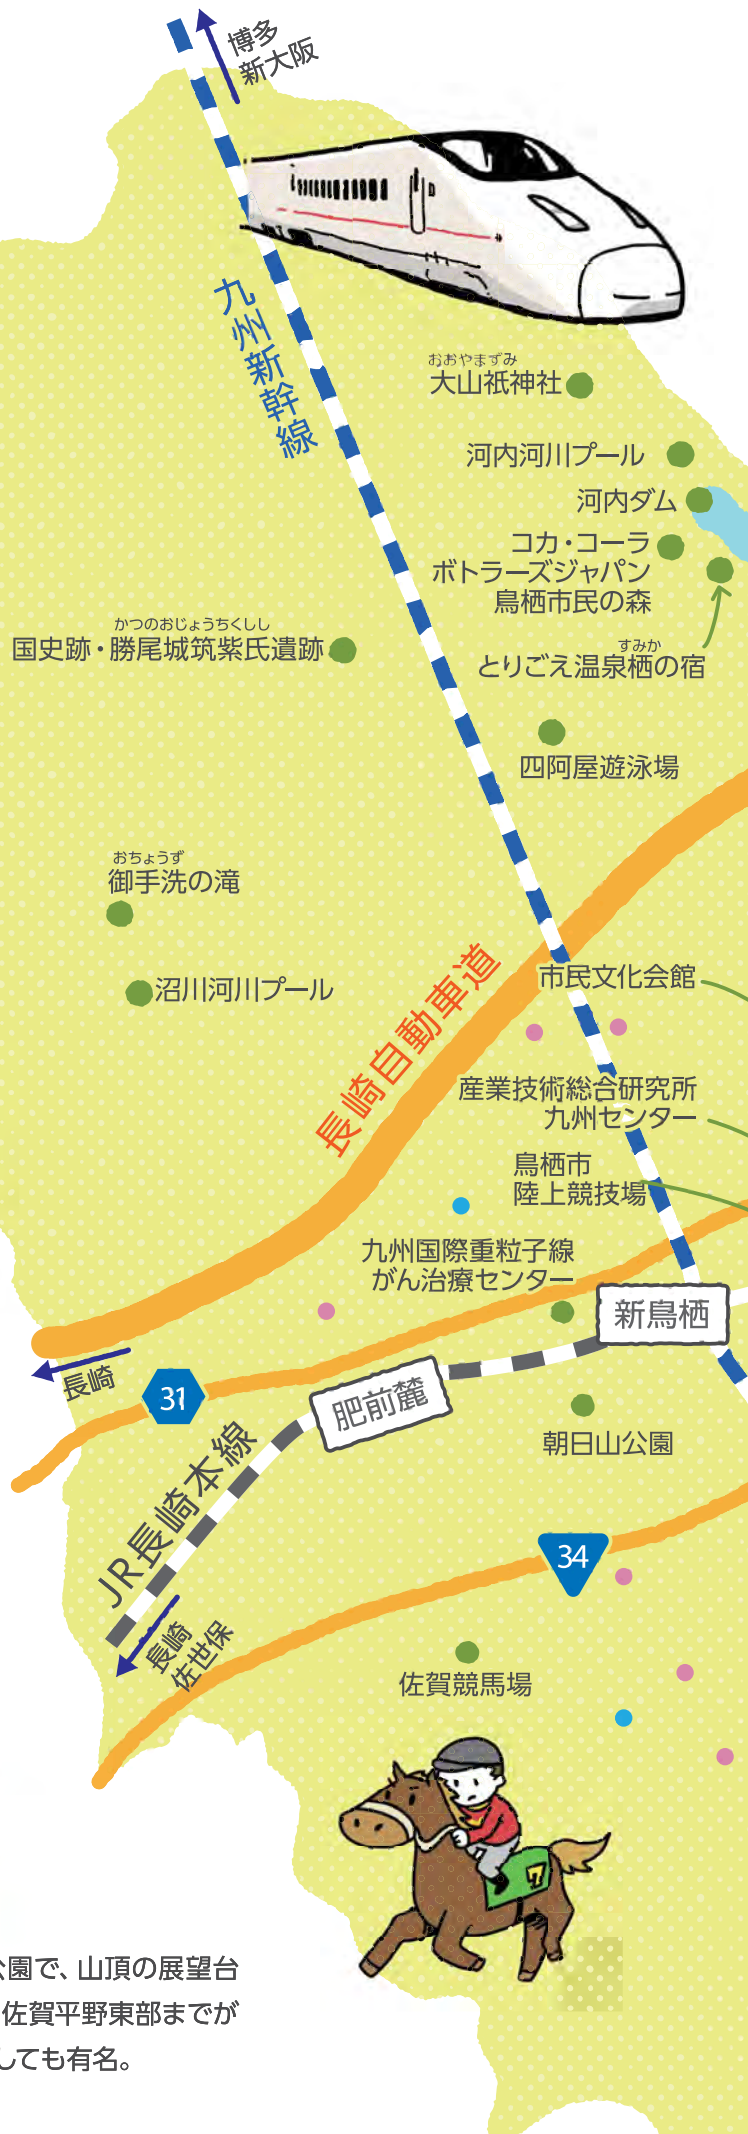 博多
新大阪
九州新幹線
おおやまずみ
大山祇神社
河内河川プール
河内ダム
コカ・コーラ
ボトラーズジャパン
鳥栖市民の森
かつのおじょうちくしし
国史跡・勝尾城筑紫氏遺跡
すみか
とりごえ温泉栖の宿
四阿屋遊泳場
おちょうず
御手洗の滝
沼川河川プール
長崎自動車道
市民文化会館
産業技術総合研究所
九州センター
鳥栖市
陸上競技場
九州国際重粒子線
がん治療センター
新鳥栖
長崎
31
肥前麓
朝日山公園
JR長崎本線
34
長崎
佐世保
佐賀競馬場
7
公園で、山頂の展望台
佐賀平野東部までが
しても有名。